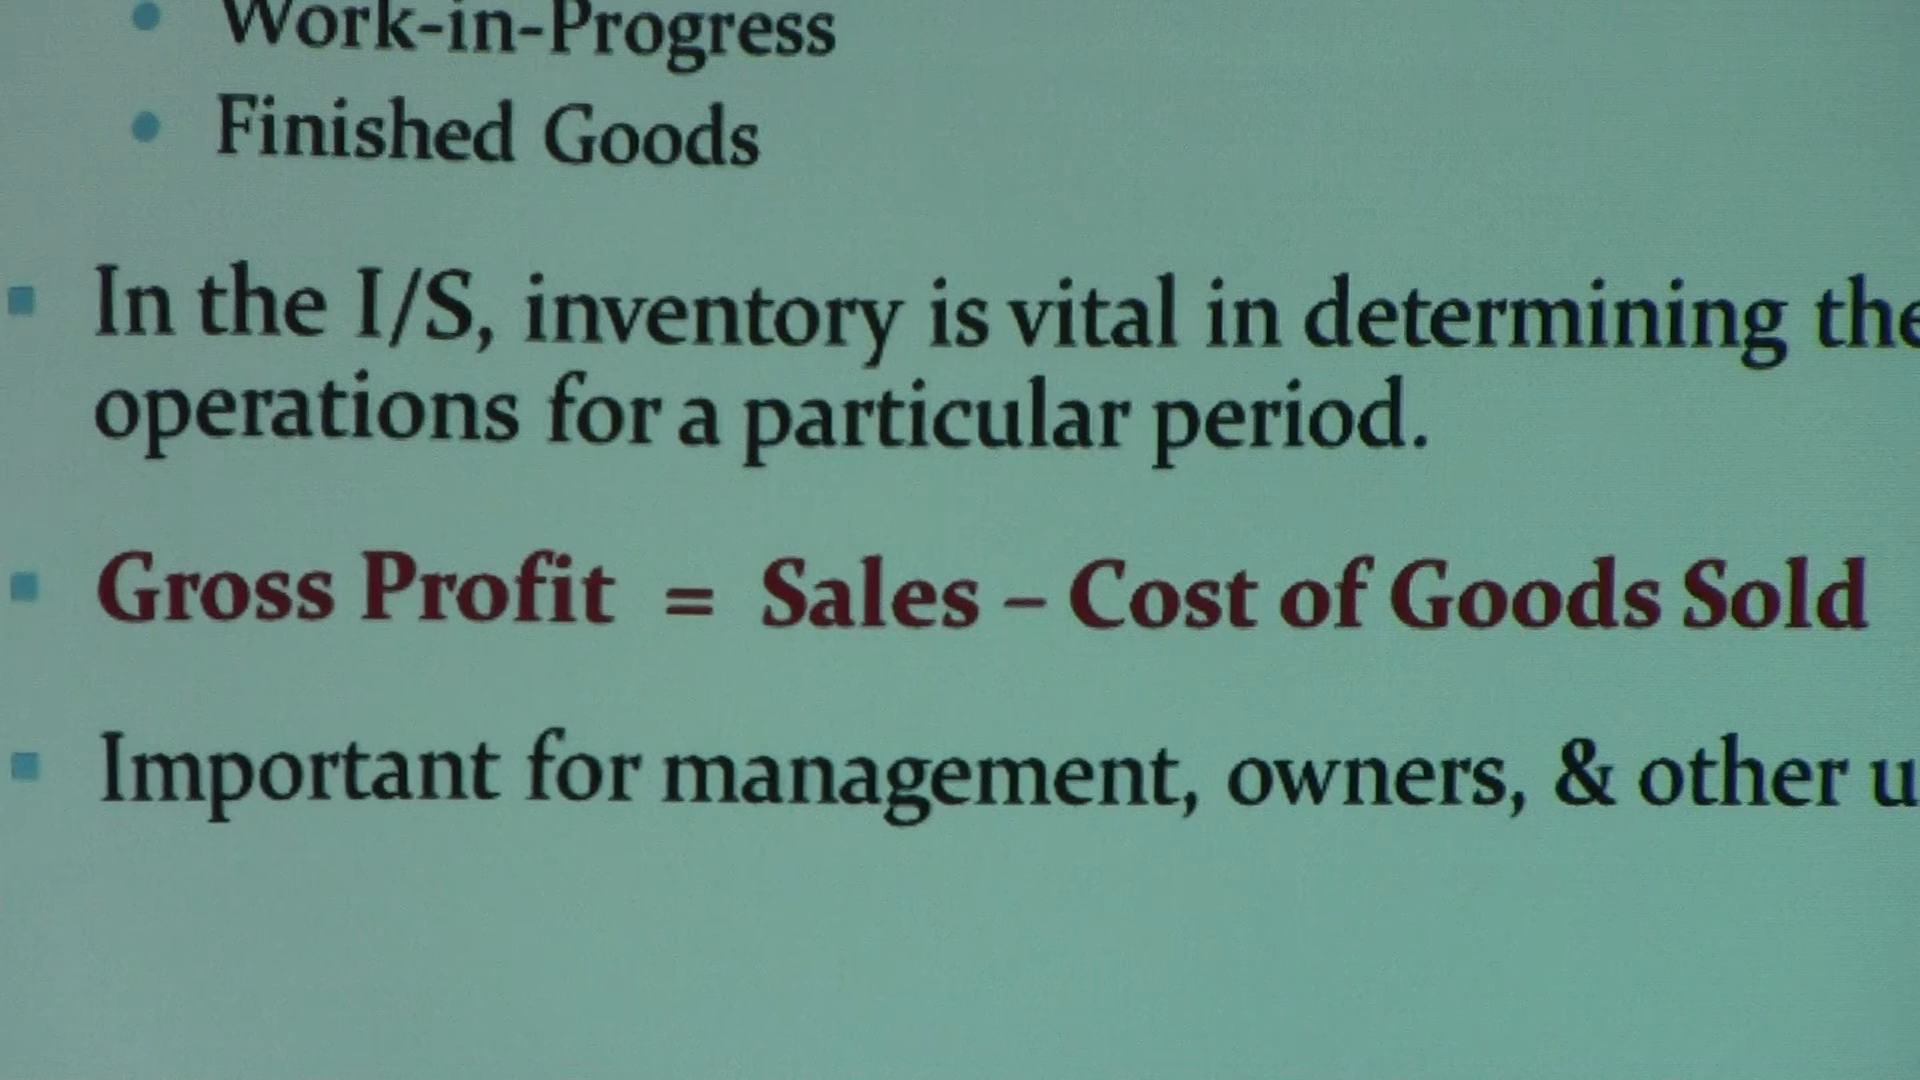 Work-in-Progress
Finished Goods
In the I/S, inventory is vital in determining the
operations for a particular period.
Gross Profit = Sales – Cost of Goods Sold
Important for management, owners, & other u